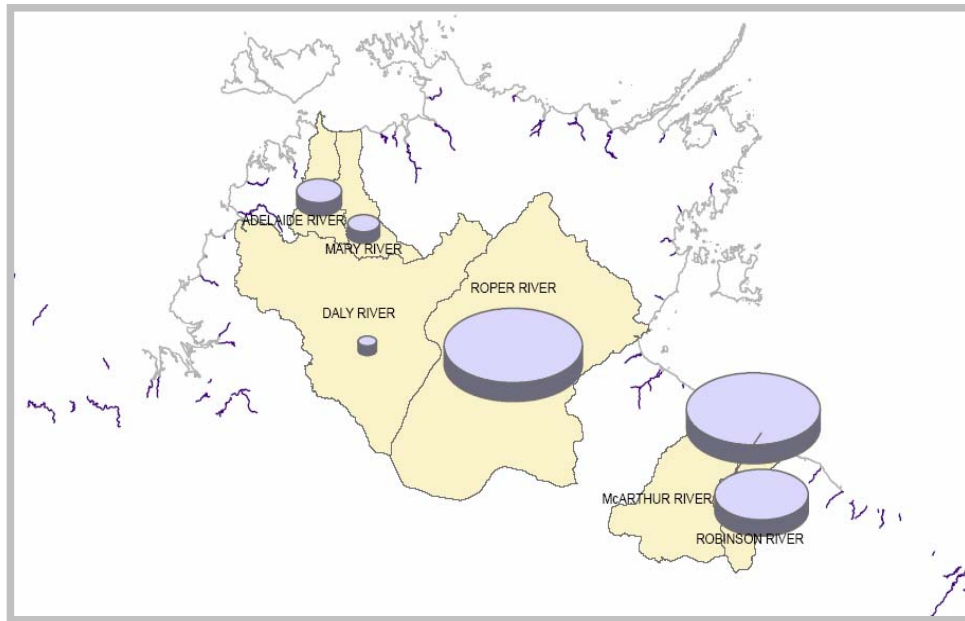 ADELAIDE RIVER
MARY RIVER
ROPER RIVER
DALY RIVER
McARTHUR RIVER
ROBINSON RIVER